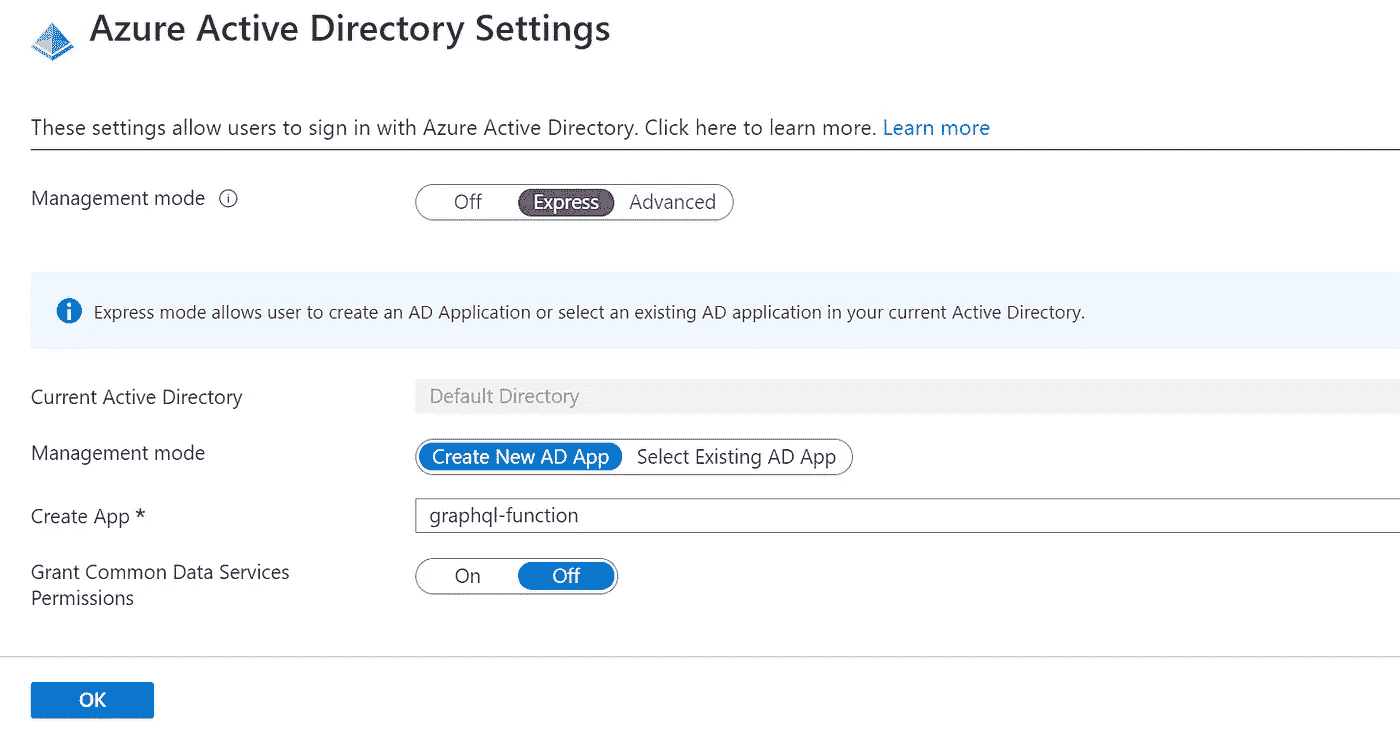 Azure Active Directory Settings
These settings allow users to sign in with Azure Active Directory. Click here to learn more. Learn more
Management mode Off Express Advanced
Express mode allows user to create an AD Application or select an existing AD application in your current Active Directory.
Current Active Directory Default Directory
Management mode Create New AD App Select Existing AD App
Create App * graphql-function
Grant Common Data Services On Off
Permissions
OK